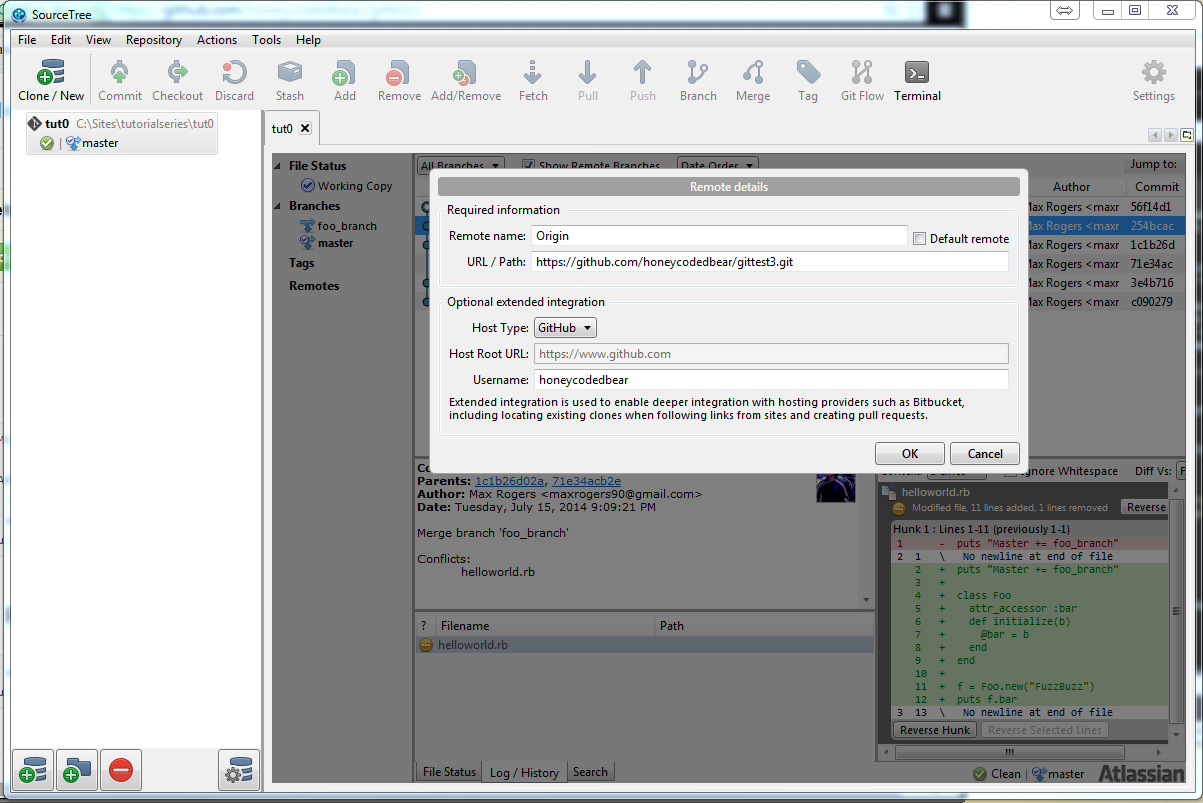 SourceTree
File Edit View Repository Actions Tools Help
Clone / New Commit Checkout Discard Stash Add Remove Add/Remove Fetch Pull Push Branch Merge Tag Git Flow Terminal Settings
tut0 C:\Sites\tutorialseries\tut0
master
tut0
File Status
Working Copy
Branches
foo_branch
master
Tags
Remotes
All Branches Show Remote Branches Date Order Jump to:
Author Commit
Max Rogers <maxr 56f14d1
Max Rogers <maxr 254bcac
Max Rogers <maxr 1c1b26d
Max Rogers <maxr 71e34ac
Max Rogers <maxr 3e4b716
Max Rogers <maxr c090279
Remote details
Required information
Remote name: Origin Default remote
URL / Path: https://github.com/honeycodedbear/gittest3.git
Optional extended integration
Host Type: GitHub
Host Root URL: https://www.github.com
Username: honeycodedbear
Extended integration is used to enable deeper integration with hosting providers such as Bitbucket,
including locating existing clones when following links from sites and creating pull requests.
OK Cancel
Parents: 1c1b26d02a, 71e34acb2e
Author: Max Rogers <maxrogers90@gmail.com>
Date: Tuesday, July 15, 2014 9:09:21 PM
Merge branch 'foo_branch'
Conflicts:
helloworld.rb
? Filename Path
helloworld.rb
Ignore Whitespace Diff Vs:
helloworld.rb
Modified file, 11 lines added, 1 lines removed Reverse
Hunk 1 : Lines 1-11 (previously 1-1)
1 - puts "Master += foo_branch"
2 1 \ No newline at end of file
2 + puts "Master += foo_branch"
3 +
4 + class Foo
5 + attr_accessor :bar
6 + def initialize(b)
7 + @bar = b
8 + end
9 + end
10 +
11 + f = Foo.new("FuzzBuzz")
12 + puts f.bar
3 13 \ No newline at end of file
Reverse Hunk Reverse Selected Lines
File Status Log / History Search
Clean master Atlassian